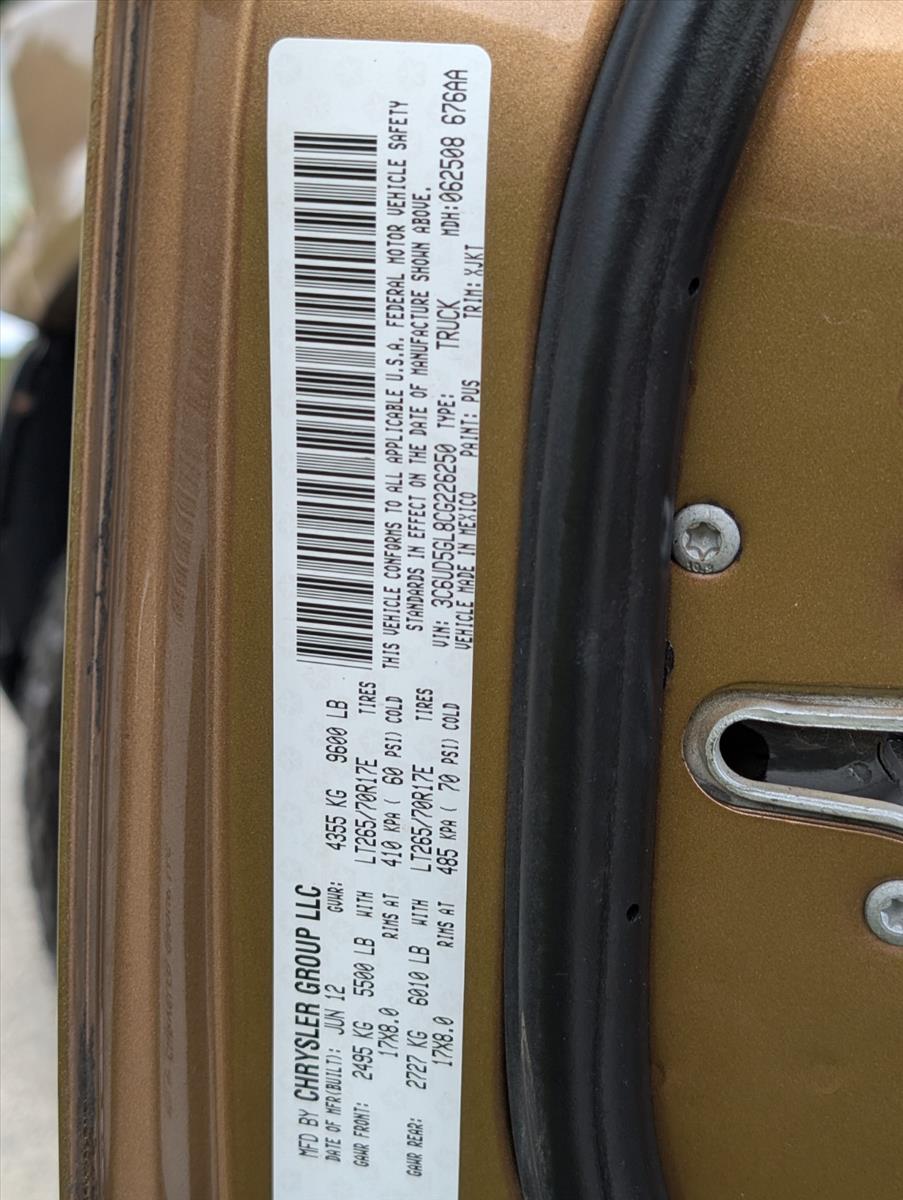 MFD BY CHRYSLER GROUP LLC
DATE OF MFR(BUILT): JUN 12 GVWR: 4355 KG 9600 LB
GAWR FRONT: 2495 KG 5500 LB WITH LT265/70R17E TIRES
17X8.0 RIMS AT 410 KPA ( 60 PSI) COLD
GAWR REAR: 2727 KG 6010 LB WITH LT265/70R17E TIRES
17X8.0 RIMS AT 485 KPA ( 70 PSI) COLD
THIS VEHICLE CONFORMS TO ALL APPLICABLE U.S.A. FEDERAL MOTOR VEHICLE SAFETY
STANDARDS IN EFFECT ON THE DATE OF MANUFACTURE SHOWN ABOVE.
VIN: 3C6UD5GL8CG226250 TYPE: TRUCK MDH:062508 676AA
VEHICLE MADE IN MEXICO PAINT: PUS TRIM: XJKT
10.9